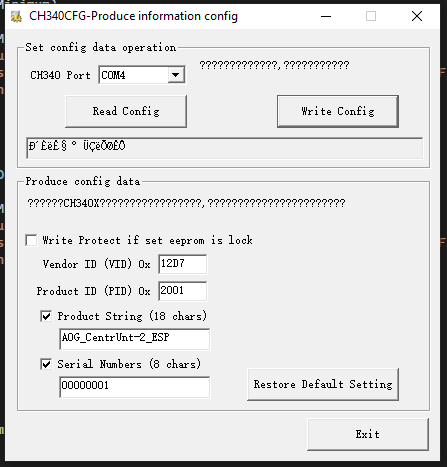 CH340CFG-Produce information config
Set config data operation
?????????????,???????????
CH340 Port COM4
Read Config
Write Config
Ð´£ë£§° ÜÇëÕØ£Õ
Produce config data
??????CH340X?????????????????,???????????????????????
Write Protect if set eeprom is lock
Vendor ID (VID) 0x 12D7
Product ID (PID) 0x 2001
Product String (18 chars)
AOG_CentrUnt-2_ESP
Serial Numbers (8 chars)
00000001
Restore Default Setting
Exit